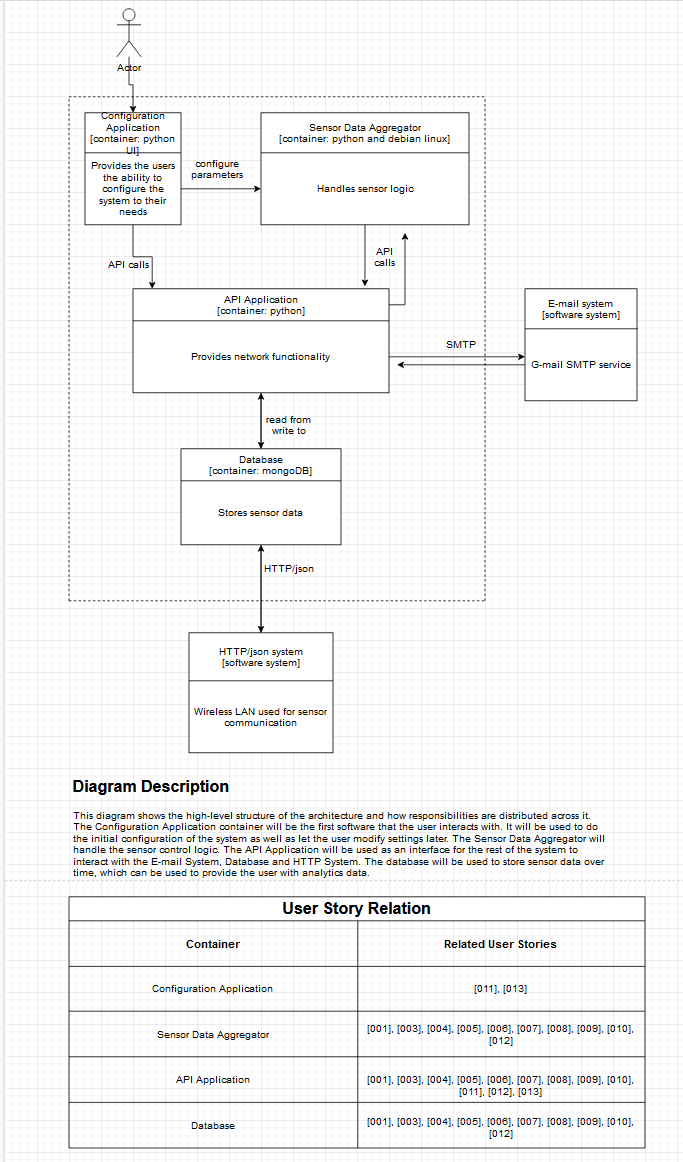 Actor
Configuration
Application
[container: python
UI]
Provides the users
the ability to
configure the
system to their
needs
configure
parameters
Sensor Data Aggregator
[container: python and debian linux]
Handles sensor logic
API calls
API
calls
API Application
[container: python]
Provides network functionality
SMTP
E-mail system
[software system]
G-mail SMTP service
read from
write to
Database
[container: mongoDB]
Stores sensor data
HTTP/json
HTTP/json system
[software system]
Wireless LAN used for sensor
communication
Diagram Description
This diagram shows the high-level structure of the architecture and how responsibilities are distributed across it.
The Configuration Application container will be the first software that the user interacts with. It will be used to do
the initial configuration of the system as well as let the user modify settings later. The Sensor Data Aggregator will
handle the sensor control logic. The API Application will be used as an interface for the rest of the system to
interact with the E-mail System, Database and HTTP System. The database will be used to store sensor data over
time, which can be used to provide the user with analytics data.
User Story Relation
Container
Related User Stories
Configuration Application
[011], [013]
Sensor Data Aggregator
[001], [003], [004], [005], [006], [007], [008], [009], [010],
[012]
API Application
[001], [003], [004], [005], [006], [007], [008], [009], [010],
[011], [012], [013]
Database
[001], [003], [004], [005], [006], [007], [008], [009], [010],
[012]